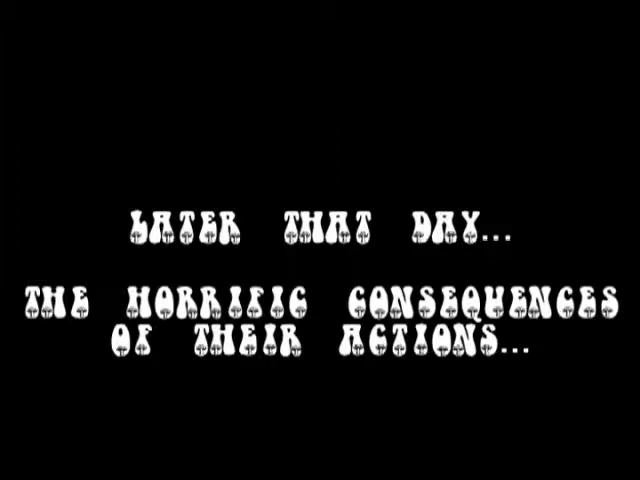 LATER THAT DAY...
THE HORRIFIC CONSEQUENCES
OF THEIR ACTIONS...